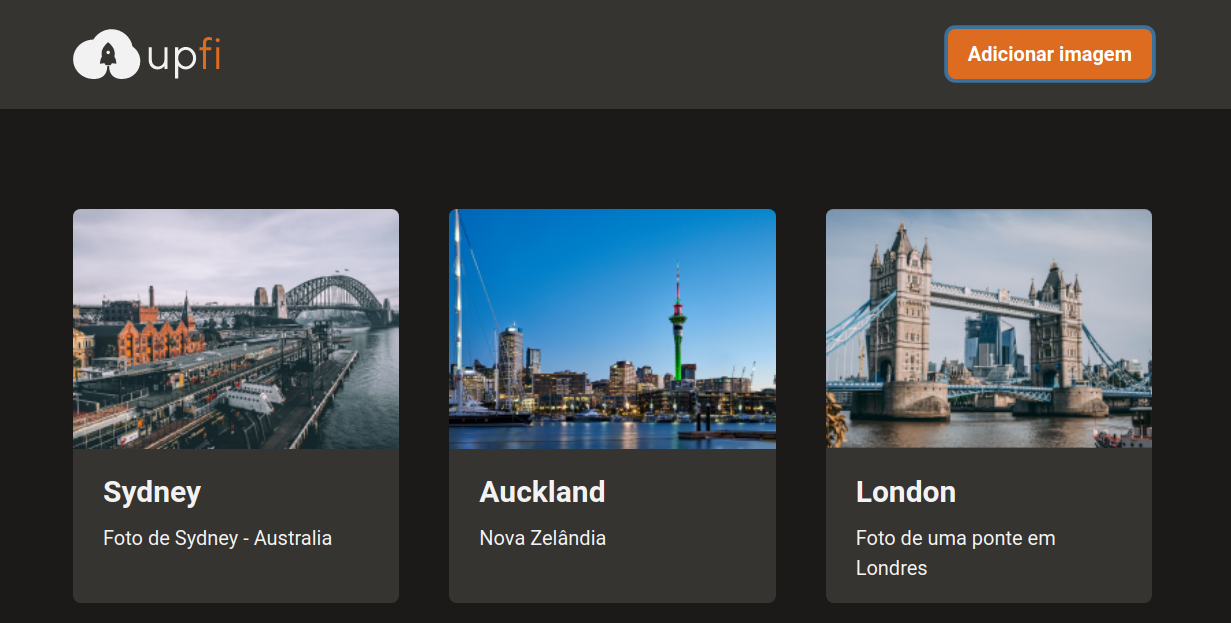 upfi
Adicionar imagem
Sydney
Foto de Sydney - Australia
Auckland
Nova Zelândia
London
Foto de uma ponte em
Londres